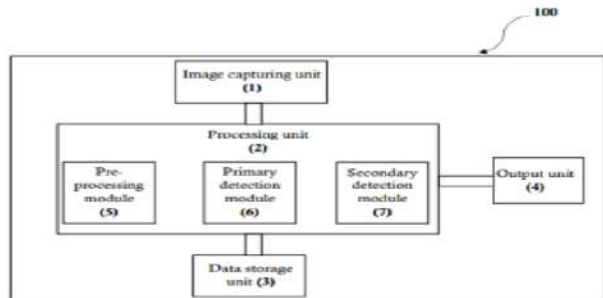 100
Image capturing unit
(1)
Processing unit
(2)
Pre-
processing
module
(5)
Primary
detection
module
(6)
Secondary
detection
module
(7)
Output unit
(4)
Data storage
unit (3)